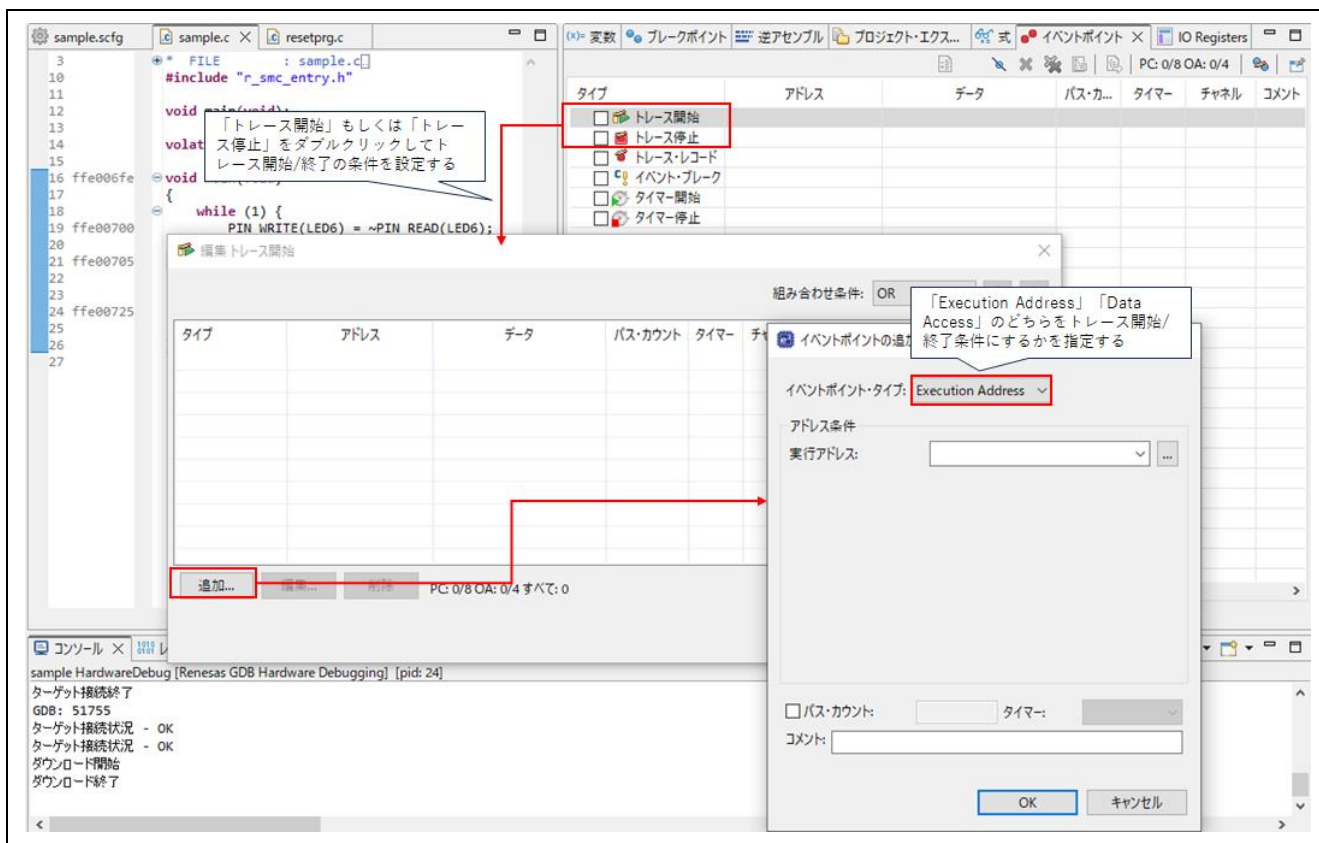 sample.scfg
sample.c
resetprg.c
(x)= 変数
ブレークポイント
逆アセンブル
プロジェクト・エクス...
式
イベントポイント
IO Registers
PC: 0/8 OA: 0/4
3 * FILE : sample.c
10 #include "r_smc_entry.h"
11
12 void main(void);
13
14 volat
15
16 ffe006fe void
17 {
18 while (1) {
19 ffe00700 PIN_WRITE(LED6) = ~PIN_READ(LED6);
20
21 ffe00705
22
23
24 ffe00725
25
26
27
「トレース開始」もしくは「トレー
ス停止」をダブルクリックしてト
レース開始/終了の条件を設定する
タイプ アドレス データ パス・カ... タイマー チャネル コメント
トレース開始
トレース停止
トレース・レコード
イベント・ブレーク
タイマー開始
タイマー停止
編集 トレース開始
組み合わせ条件: OR
タイプ アドレス データ パス・カウント タイマー
追加... 編集... 削除 PC: 0/8 OA: 0/4 すべて: 0
「Execution Address」「Data
Access」のどちらをトレース開始/
終了条件にするかを指定する
イベントポイントの追加
イベントポイント・タイプ: Execution Address
アドレス条件
実行アドレス: ...
パス・カウント: タイマー:
コメント:
OK キャンセル
コンソール
sample HardwareDebug [Renesas GDB Hardware Debugging] [pid: 24]
ターゲット接続終了
GDB: 51755
ターゲット接続状況 - OK
ターゲット接続状況 - OK
ダウンロード開始
ダウンロード終了